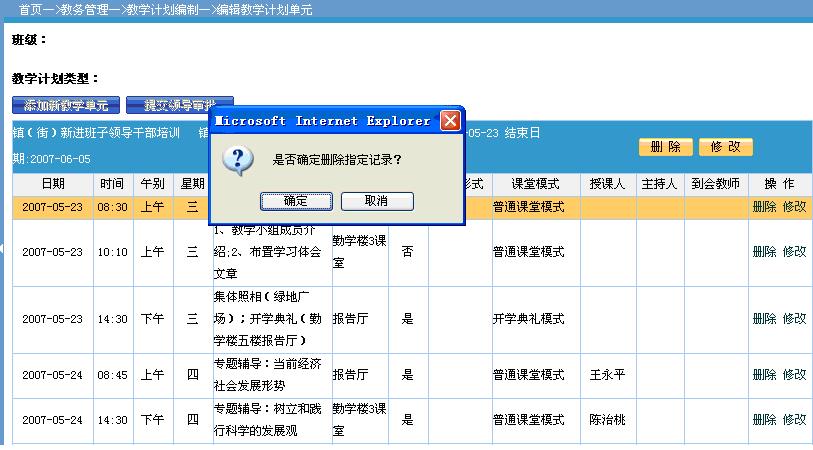 首页—>教务管理—>教学计划编制—>编辑教学计划单元
班级：
教学计划类型：
添加新教学单元 提交领导审批
镇（街）新进班子领导干部培训 镇 -05-23 结束日
期:2007-06-05
删 除 修 改
Microsoft Internet Explorer
是否确定删除指定记录?
确定 取消
日期 时间 午别 星期 形式 课堂模式 授课人 主持人 到会教师 操 作
2007-05-23 08:30 上午 三 普通课堂模式 删除 修改
1、教学小组成员介
绍;2、布置学习体会
文章
2007-05-23 10:10 上午 三 勤学楼3课
室
否 普通课堂模式 删除 修改
集体照相（绿地广
场）；开学典礼（勤
学楼五楼报告厅）
2007-05-23 14:30 下午 三 报告厅 是 开学典礼模式 删除 修改
专题辅导：当前经济
社会发展形势
2007-05-24 08:45 上午 四 报告厅 是 普通课堂模式 王永平 删除 修改
专题辅导：树立和践
行科学的发展观
2007-05-24 14:30 下午 四 勤学楼3课
室
是 普通课堂模式 陈治桃 删除 修改